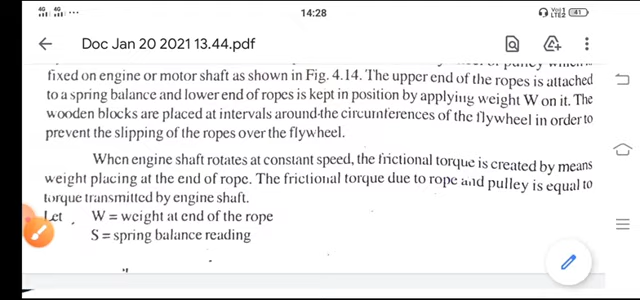 4G 4G
14:28
Vo))
LTE2 41
Doc Jan 20 2021 13.44.pdf
fixed on engine or motor shaft as shown in Fig. 4.14. The upper end of the ropes is attached
to a spring balance and lower end of ropes is kept in position by applying weight W on it. The
wooden blocks are placed at intervals around the circumferences of the flywheel in order to
prevent the slipping of the ropes over the flywheel.
When engine shaft rotates at constant speed, the frictional torque is created by means
weight placing at the end of rope. The frictional torque due to rope and pulley is equal to
torque transmitted by engine shaft.
Let W = weight at end of the rope
S = spring balance reading